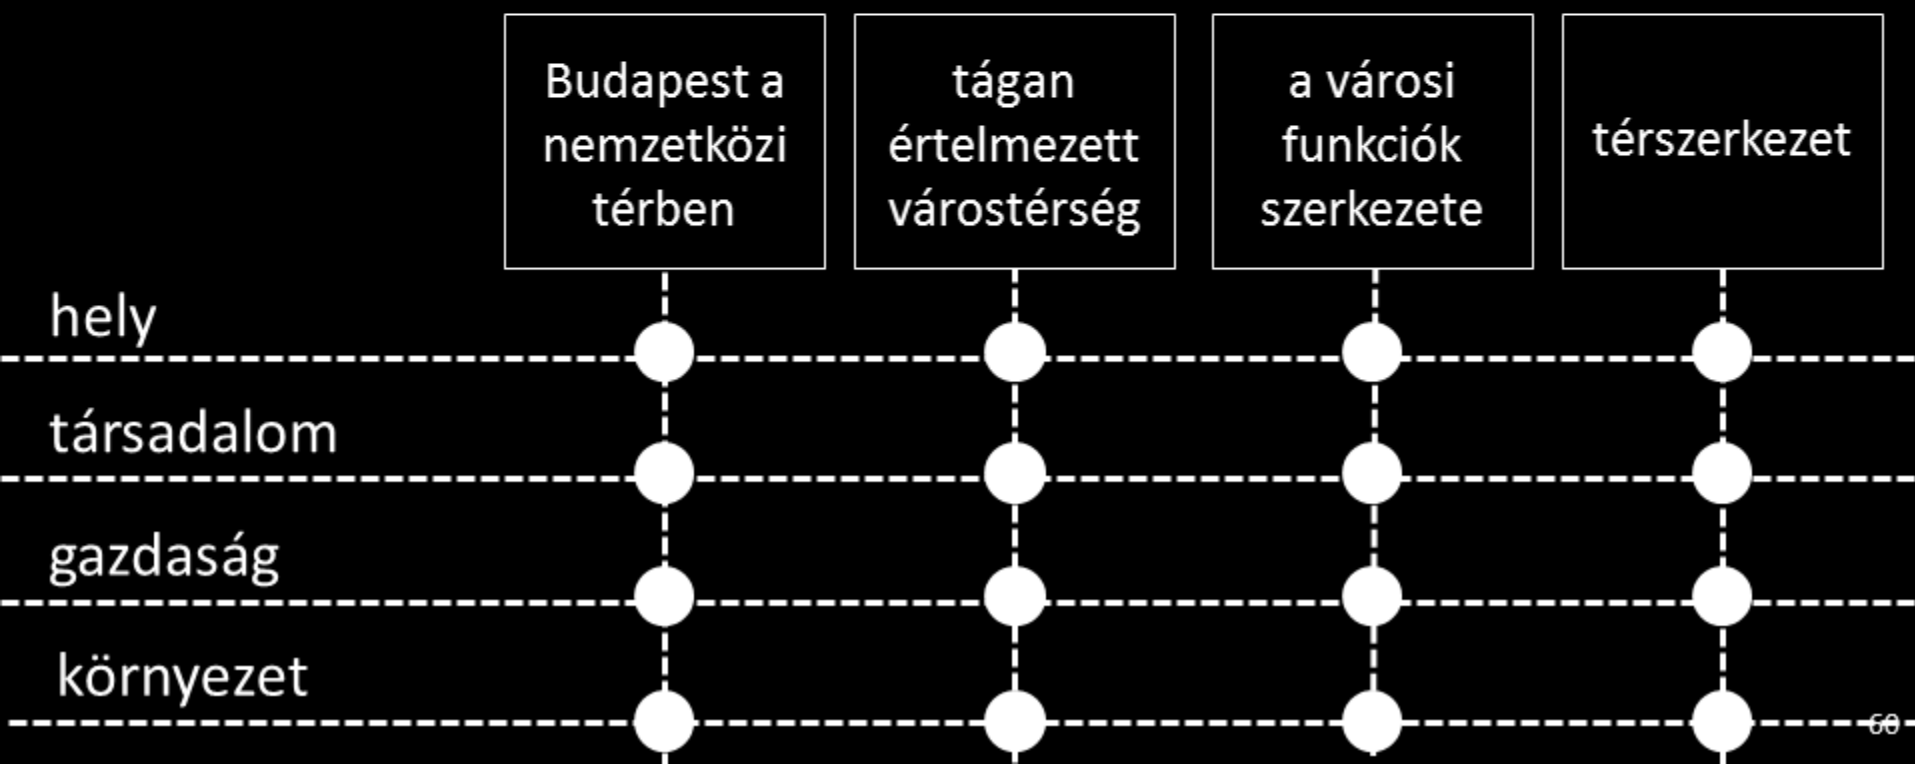 Budapest a
nemzetközi
térben
tágan
értelmezett
várostérség
a városi
funkciók
szerkezete
térszerkezet
hely
társadalom
gazdaság
környezet
60